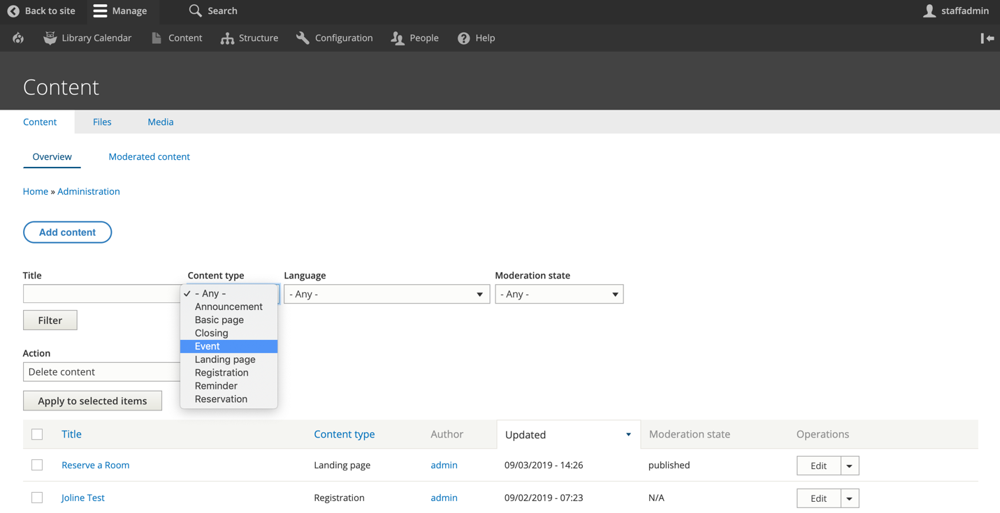 Back to site Manage Search staffadmin
Library Calendar Content Structure Configuration People Help
Content
Content Files Media
Overview Moderated content
Home » Administration
Add content
Title Content type Language Moderation state
✓ - Any - - Any - - Any -
Announcement
Basic page
Filter
Closing
Event
Action
Landing page
Delete content
Registration
Reminder
Apply to selected items
Reservation
Title Content type Author Updated Moderation state Operations
Reserve a Room Landing page admin 09/03/2019 - 14:26 published Edit
Joline Test Registration admin 09/02/2019 - 07:23 N/A Edit